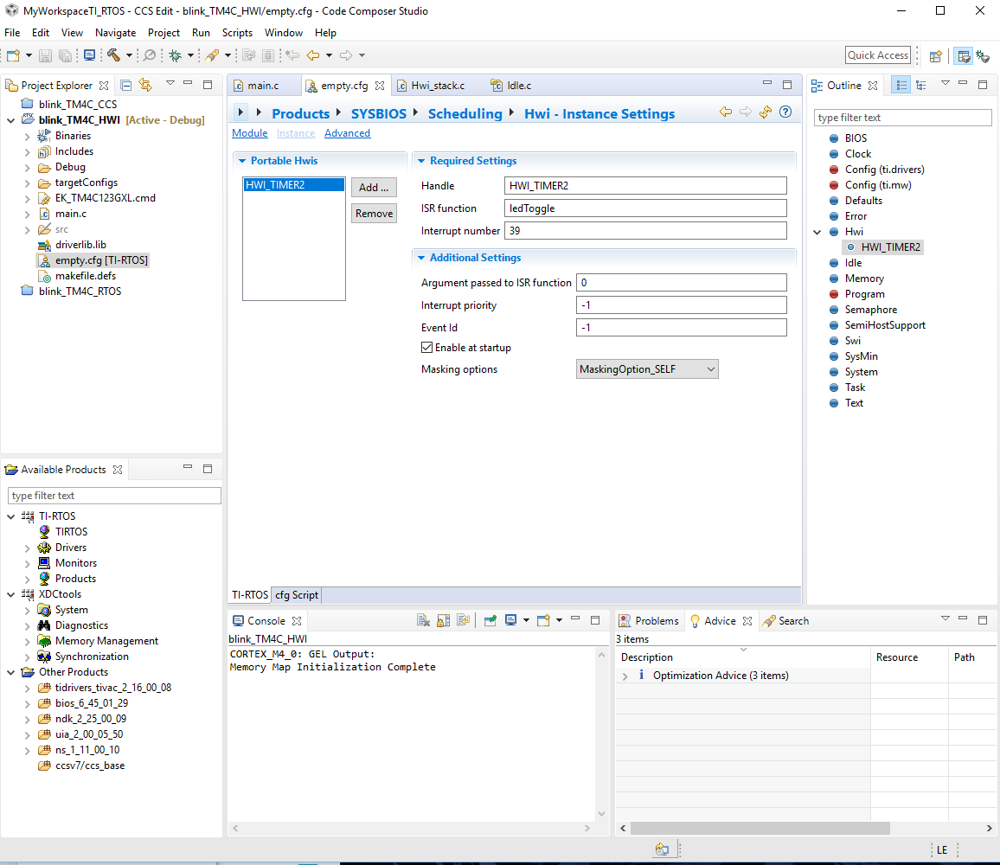 MyWorkspaceTI_RTOS - CCS Edit - blink_TM4C_HWI/empty.cfg - Code Composer Studio
File Edit View Navigate Project Run Scripts Window Help
Quick Access
Project Explorer
blink_TM4C_CCS
blink_TM4C_HWI [Active - Debug]
Binaries
Includes
Debug
targetConfigs
EK_TM4C123GXL.cmd
main.c
src
driverlib.lib
empty.cfg [TI-RTOS]
makefile.defs
blink_TM4C_RTOS
Available Products
type filter text
TI-RTOS
TIRTOS
Drivers
Monitors
Products
XDCtools
System
Diagnostics
Memory Management
Synchronization
Other Products
tidrivers_tivac_2_16_00_08
bios_6_45_01_29
ndk_2_25_00_09
uia_2_00_05_50
ns_1_11_00_10
ccsv7/ccs_base
main.c empty.cfg Hwi_stack.c Idle.c
Products SYSBIOS Scheduling Hwi - Instance Settings
Module Instance Advanced
Portable Hwis
HWI_TIMER2
Add ...
Remove
Required Settings
Handle HWI_TIMER2
ISR function ledToggle
Interrupt number 39
Additional Settings
Argument passed to ISR function 0
Interrupt priority -1
Event Id -1
Enable at startup
Masking options MaskingOption_SELF
TI-RTOS cfg Script
Outline
type filter text
BIOS
Clock
Config (ti.drivers)
Config (ti.mw)
Defaults
Error
Hwi
HWI_TIMER2
Idle
Memory
Program
Semaphore
SemiHostSupport
Swi
SysMin
System
Task
Text
Console
blink_TM4C_HWI
CORTEX_M4_0: GEL Output:
Memory Map Initialization Complete
Problems Advice Search
3 items
Description Resource Path
Optimization Advice (3 items)
LE